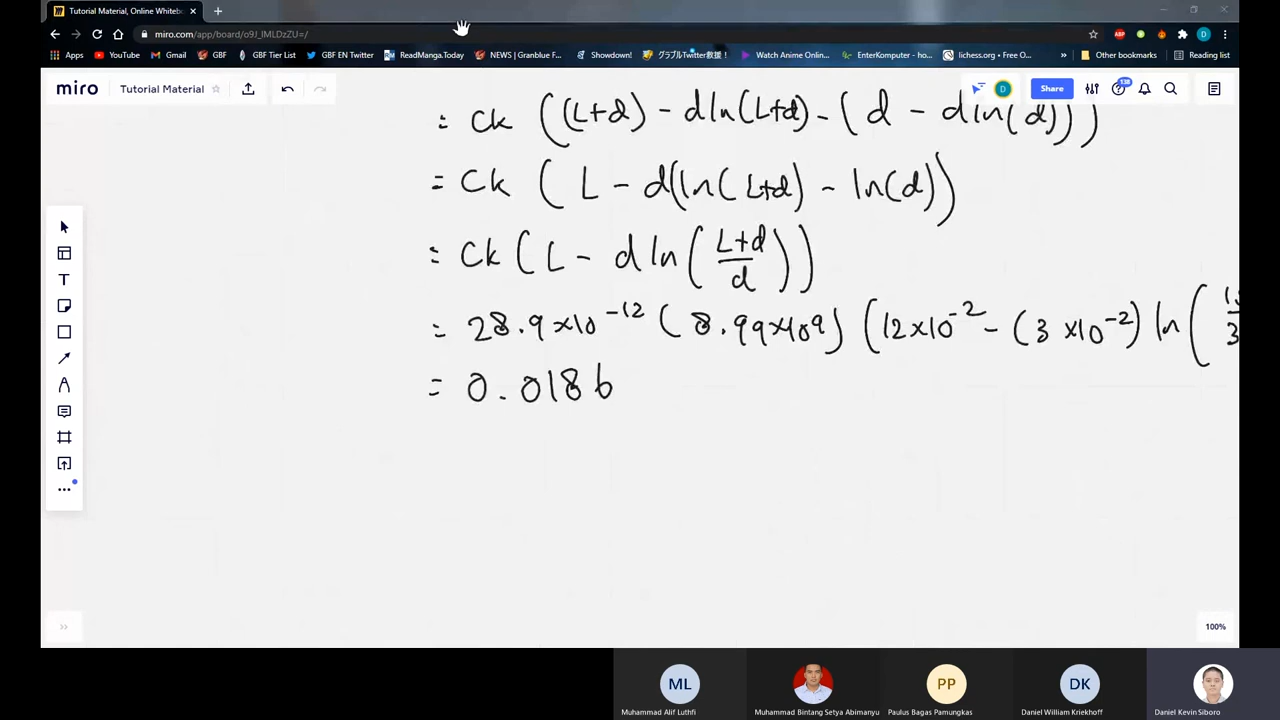 Tutorial Material, Online Whitebo
miro.com/app/board/o9J_lMLDzZU=/
Apps YouTube Gmail GBF GBF Tier List GBF EN Twitter ReadManga.Today NEWS | Granblue F... Showdown! グラブルTwitter救援! Watch Anime Onlin... EnterKomputer - ho... lichess.org • Free O... » Other bookmarks Reading list
miro Tutorial Material D Share 138
= Ck ((L+d) - d ln(L+d) - (d - d ln(d)))
= Ck (L - d(ln(L+d) - ln(d))
= Ck (L - d ln (L+d/d))
= 28.9 x10^-12 (8.99x10^9) (12x10^-2 - (3 x10^-2) ln (
= 0.0186
T
100%
ML PP DK
Muhammad Alif Luthfi Muhammad Bintang Setya Abimanyu Paulus Bagas Pamungkas Daniel William Kriekhoff Daniel Kevin Siboro